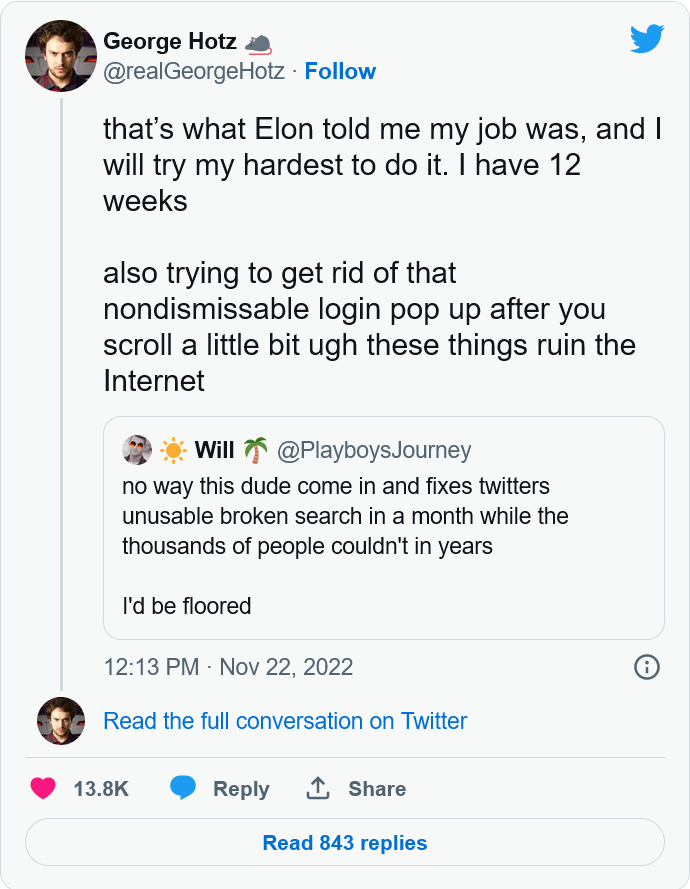 George Hotz 🐀
@realGeorgeHotz · Follow
that’s what Elon told me my job was, and I
will try my hardest to do it. I have 12
weeks
also trying to get rid of that
nondismissable login pop up after you
scroll a little bit ugh these things ruin the
Internet
☀️ Will 🌴 @PlayboysJourney
no way this dude come in and fixes twitters
unusable broken search in a month while the
thousands of people couldn't in years
I'd be floored
12:13 PM · Nov 22, 2022
Read the full conversation on Twitter
13.8K Reply Share
Read 843 replies